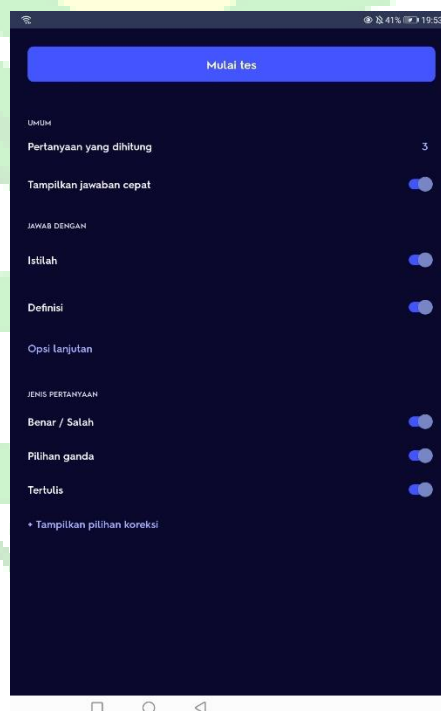 41% 19:53
Mulai tes
UMUM
Pertanyaan yang dihitung 3
Tampilkan jawaban cepat
JAWAB DENGAN
Istilah
Definisi
Opsi lanjutan
JENIS PERTANYAAN
Benar / Salah
Pilihan ganda
Tertulis
+ Tampilkan pilihan koreksi